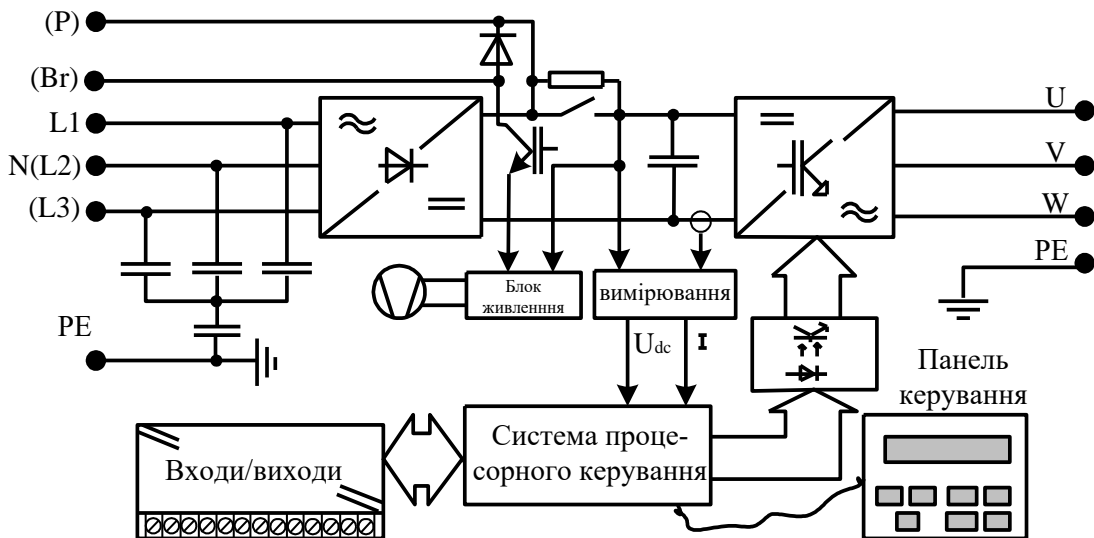 (P)
(Br)
L1
N(L2)
(L3)
PE
U
V
W
PE
Блок
живленння
вимірювання
Udc
I
Панель
керування
Система проце-
сорного керування
Входи/виходи